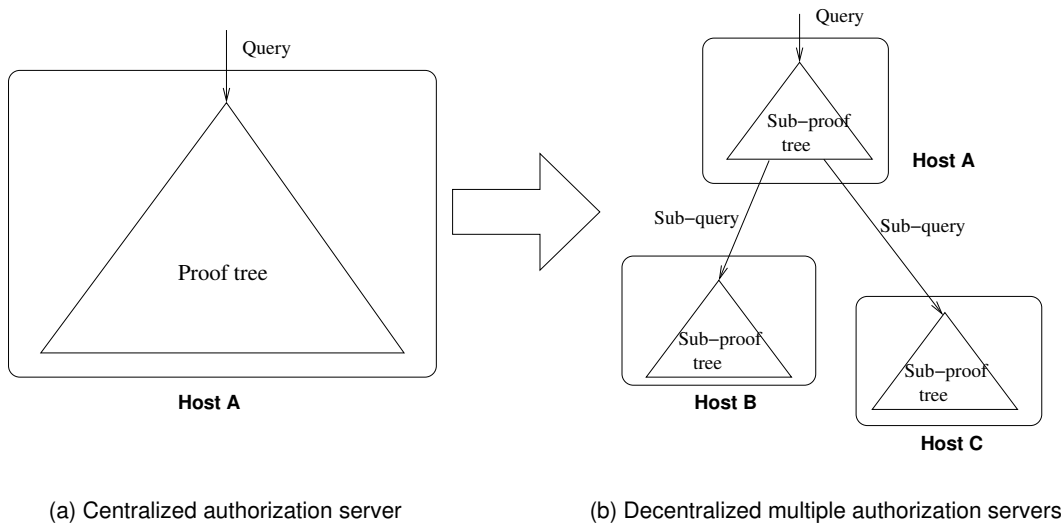 Query
Proof tree
Host A
(a) Centralized authorization server
Query
Sub−proof
tree
Host A
Sub−query
Sub−query
Sub−proof
tree
Host B
Sub−proof
tree
Host C
(b) Decentralized multiple authorization servers